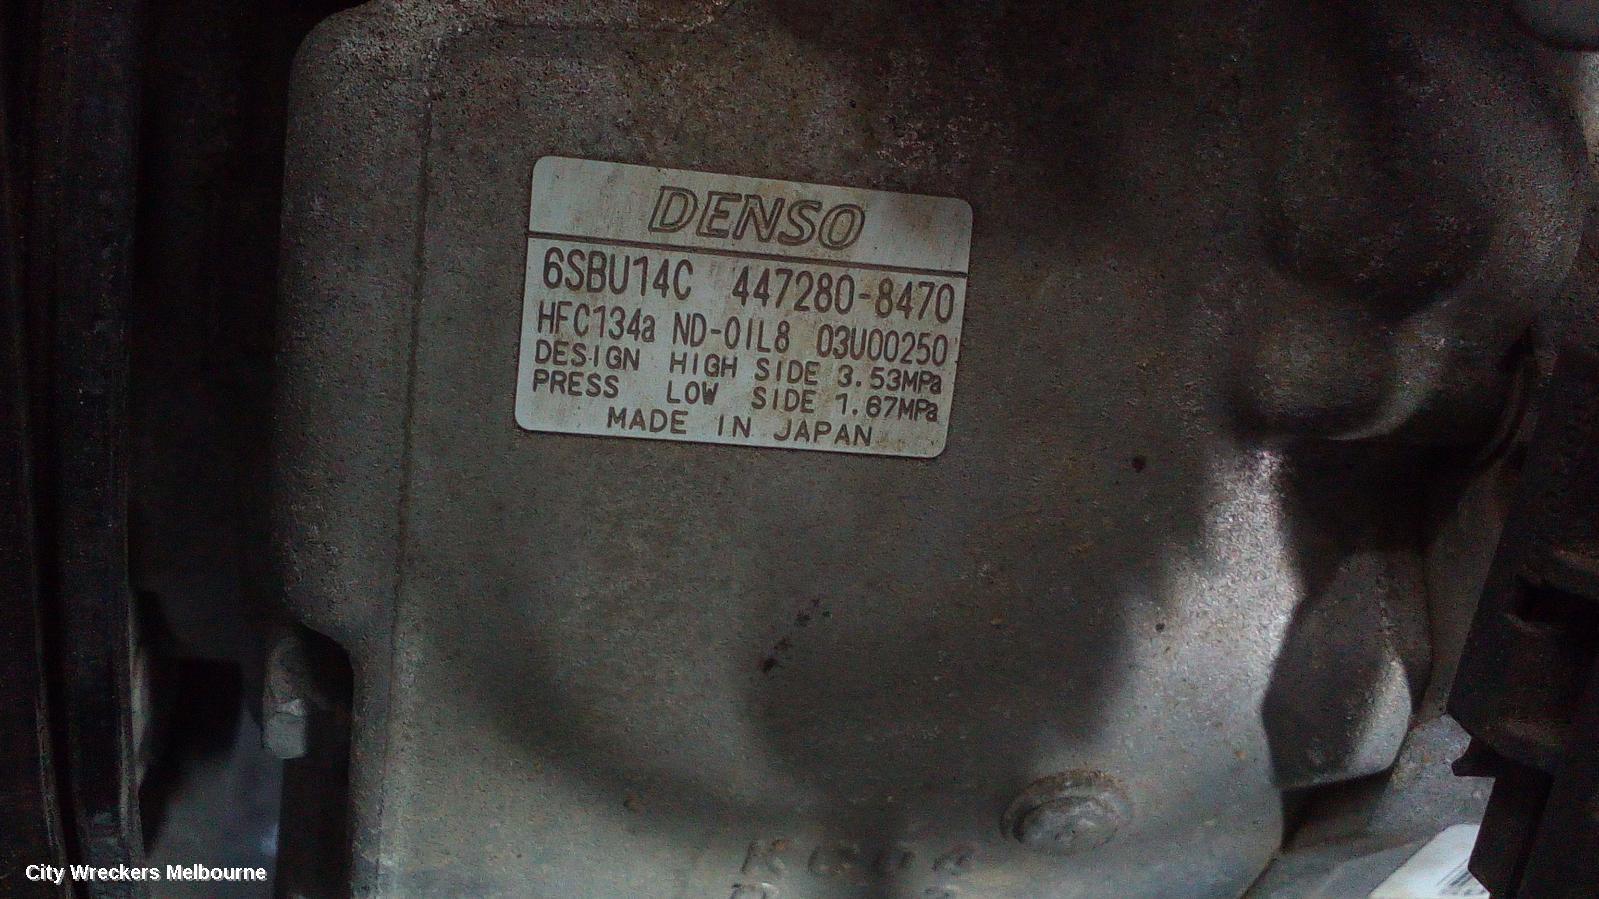 DENSO
6SBU14C 447280-8470
HFC134a ND-OIL8 03U00250
DESIGN HIGH SIDE 3.53MPa
PRESS LOW SIDE 1.67MPa
MADE IN JAPAN
City Wreckers Melbourne